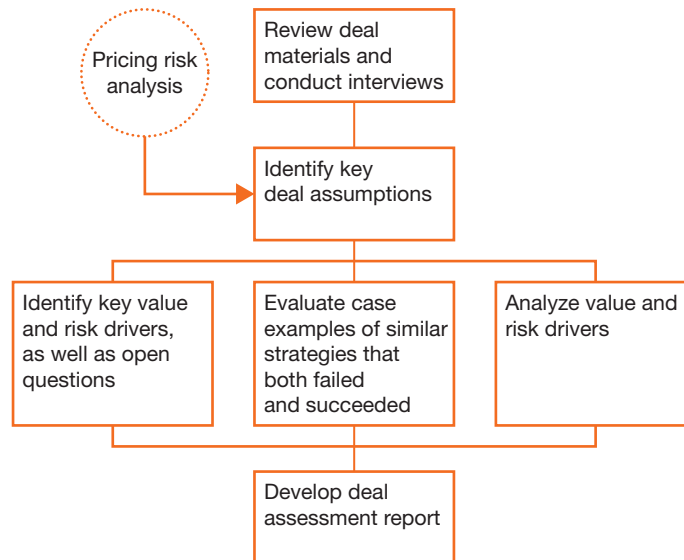 Pricing risk
analysis
Review deal
materials and
conduct interviews
Identify key
deal assumptions
Identify key value
and risk drivers,
as well as open
questions
Evaluate case
examples of similar
strategies that
both failed
and succeeded
Analyze value and
risk drivers
Develop deal
assessment report